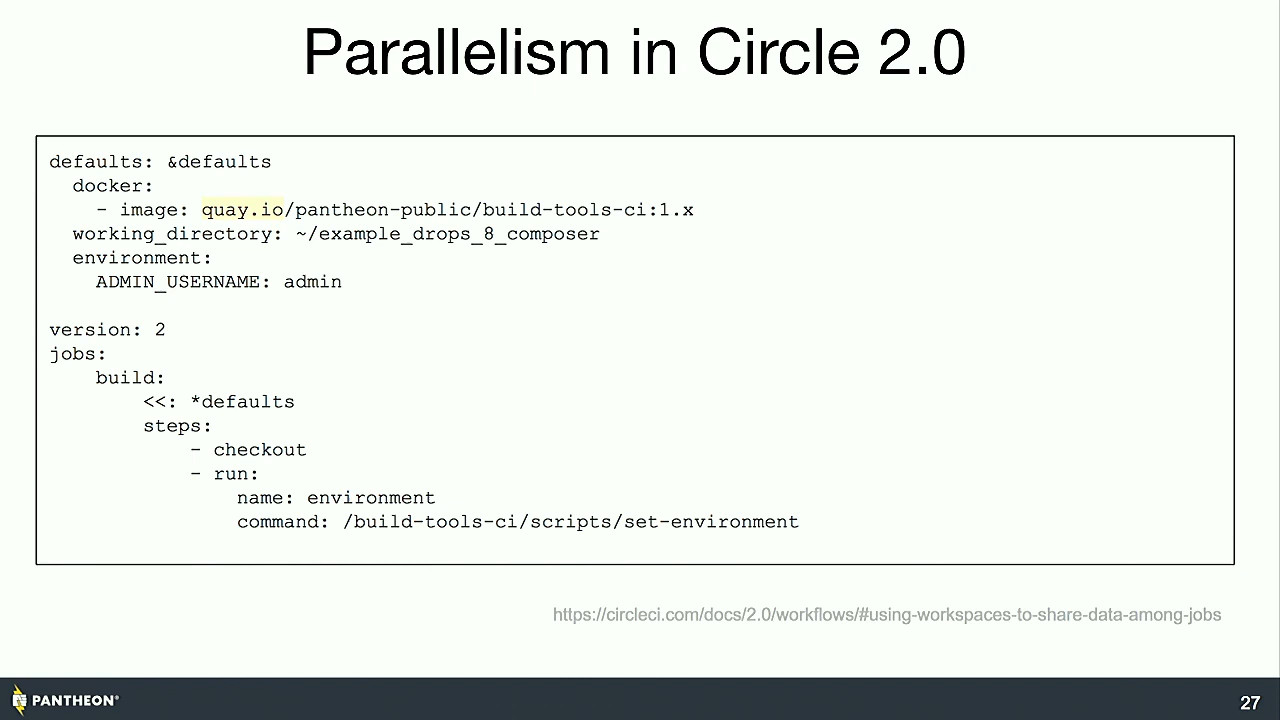 Parallelism in Circle 2.0
defaults: &defaults
  docker:
    - image: quay.io/pantheon-public/build-tools-ci:1.x
  working_directory: ~/example_drops_8_composer
  environment:
    ADMIN_USERNAME: admin

version: 2
jobs:
    build:
        <<: *defaults
        steps:
            - checkout
            - run:
                name: environment
                command: /build-tools-ci/scripts/set-environment
https://circleci.com/docs/2.0/workflows/#using-workspaces-to-share-data-among-jobs
PANTHEON®
27